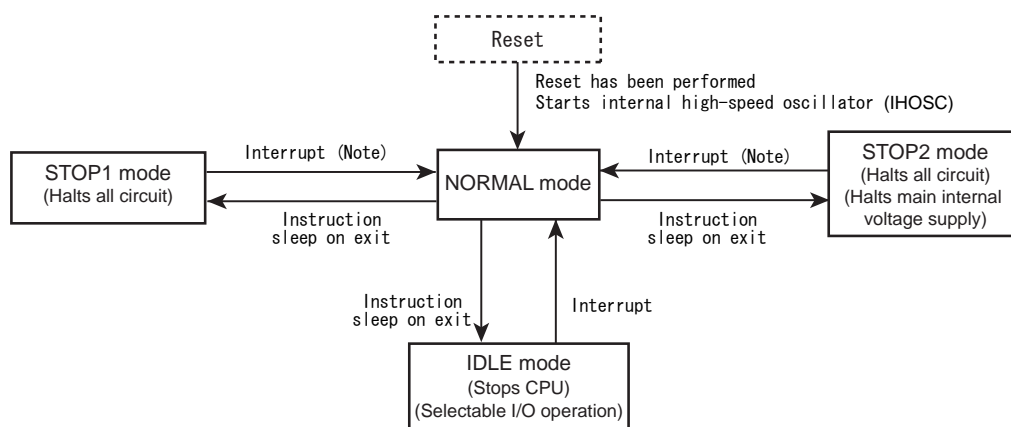 Reset
Reset has been performed
Starts internal high-speed oscillator (IHOSC)
STOP1 mode
(Halts all circuit)
Interrupt (Note)
Instruction
sleep on exit
NORMAL mode
Interrupt (Note)
Instruction
sleep on exit
STOP2 mode
(Halts all circuit)
(Halts main internal
voltage supply)
Instruction
sleep on exit
Interrupt
IDLE mode
(Stops CPU)
(Selectable I/O operation)